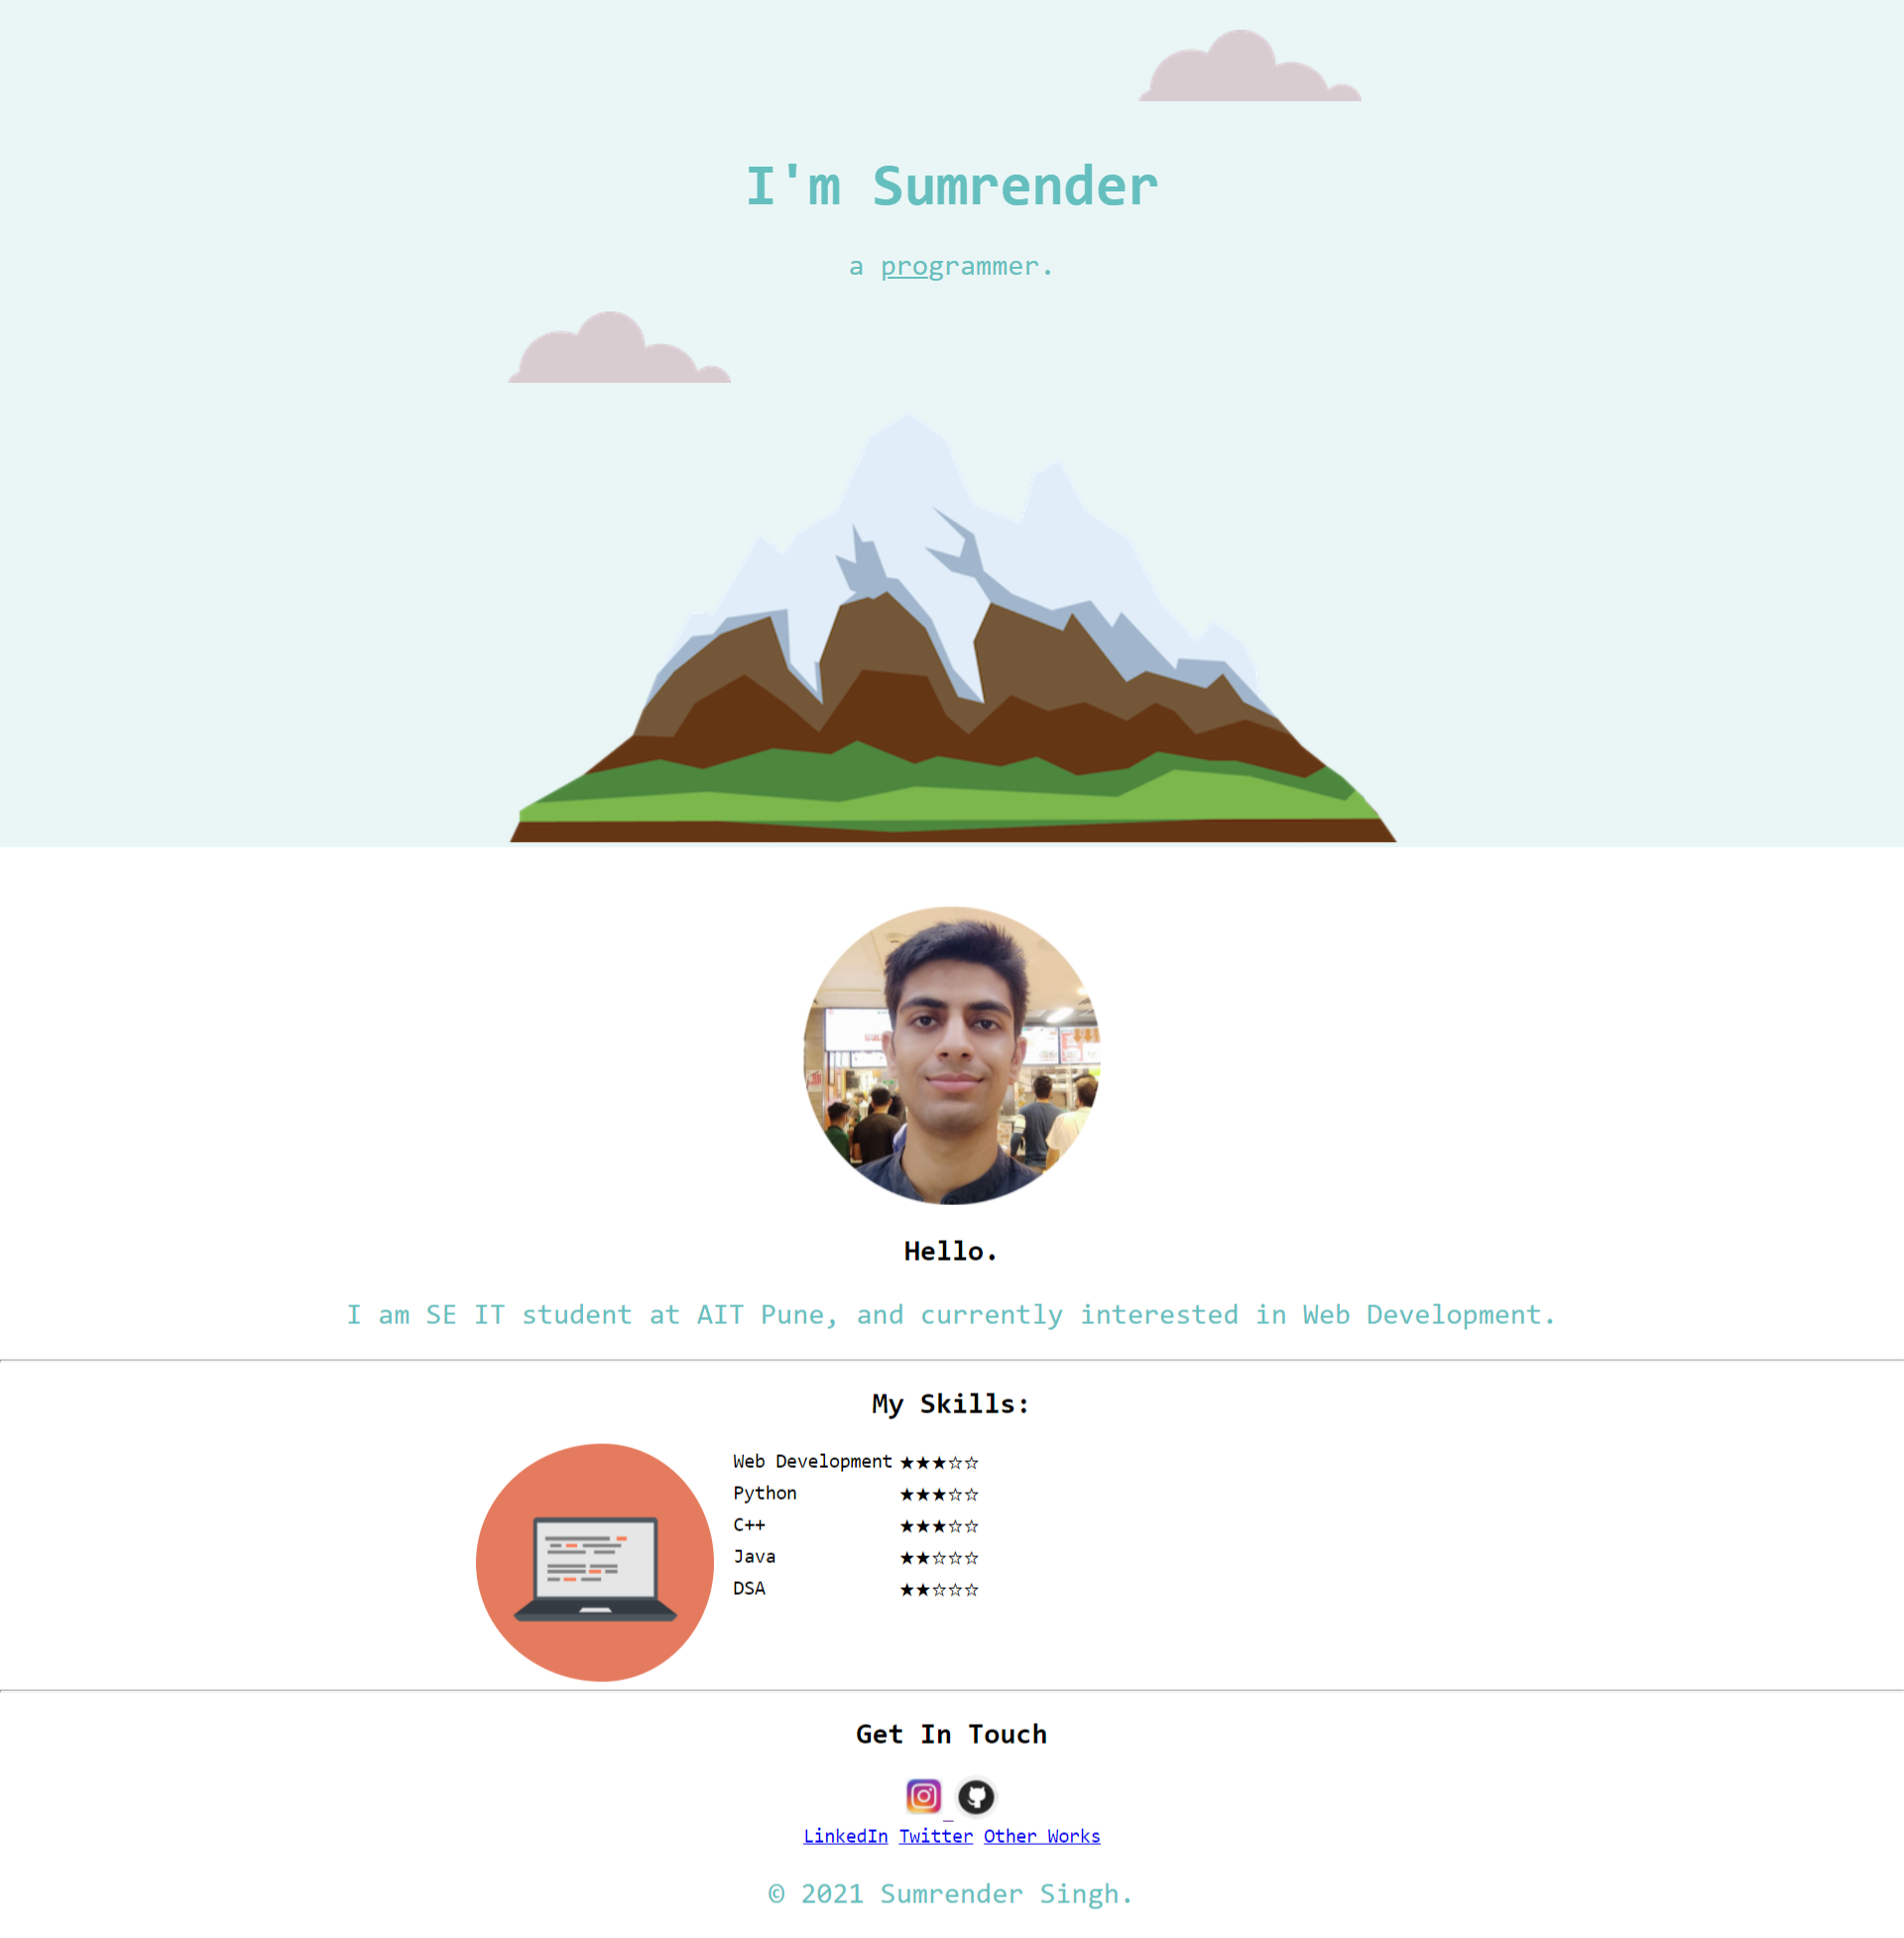 I'm Sumrender
a programmer.
Hello.
I am SE IT student at AIT Pune, and currently interested in Web Development.
My Skills:
Web Development ★★★☆☆
Python ★★★☆☆
C++ ★★★☆☆
Java ★★☆☆☆
DSA ★★☆☆☆
Get In Touch
LinkedIn Twitter Other Works
© 2021 Sumrender Singh.